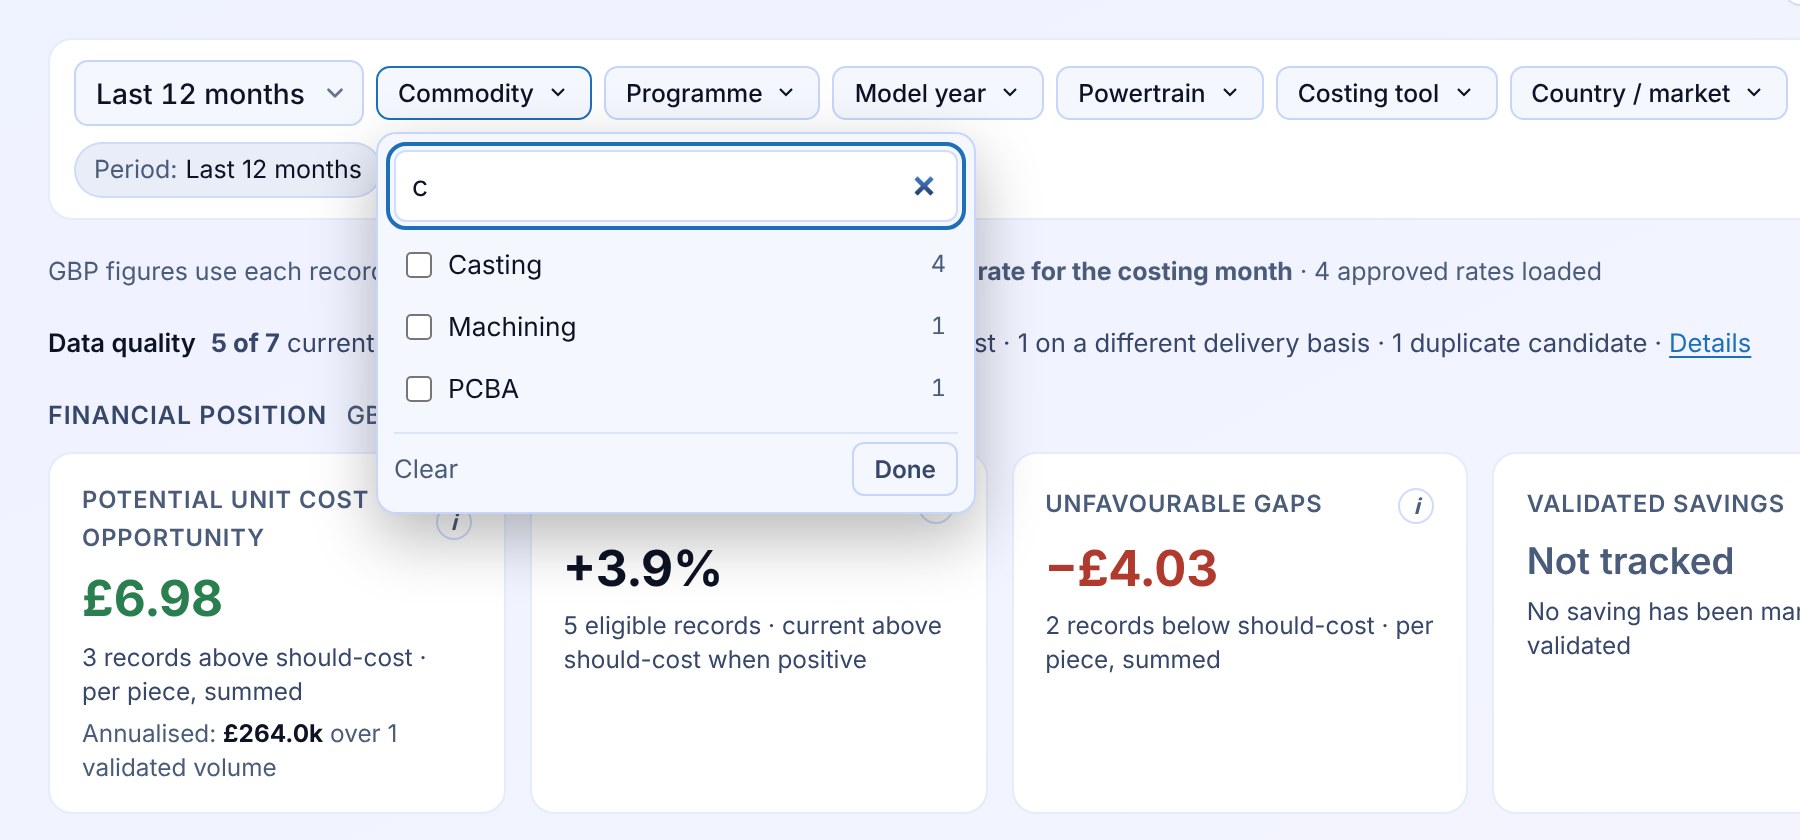 Last 12 months
Commodity
Programme
Model year
Powertrain
Costing tool
Country / market
Period: Last 12 months
c
Casting 4
Machining 1
PCBA 1
Clear
Done
GBP figures use each
rate for the costing month · 4 approved rates loaded
Data quality 5 of 7 current
· 1 on a different delivery basis · 1 duplicate candidate · Details
FINANCIAL POSITION
POTENTIAL UNIT COST
OPPORTUNITY
i
£6.98
3 records above should-cost ·
per piece, summed
Annualised: £264.0k over 1
validated volume
+3.9%
5 eligible records · current above
should-cost when positive
UNFAVOURABLE GAPS
i
−£4.03
2 records below should-cost · per
piece, summed
VALIDATED SAVINGS
Not tracked
No saving has been
validated